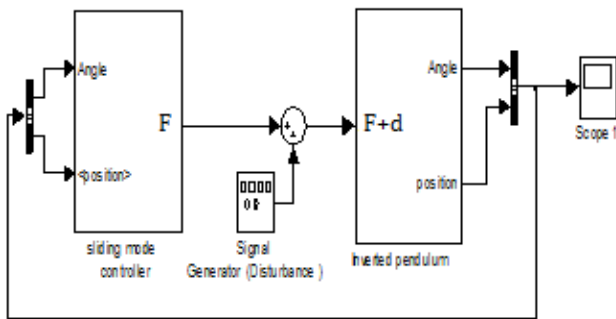 Angle
F
<position>
sliding mode
controller
Signal
Generator (Disturbance )
Angle
F+d
position
Inverted pendulum
Scope 1